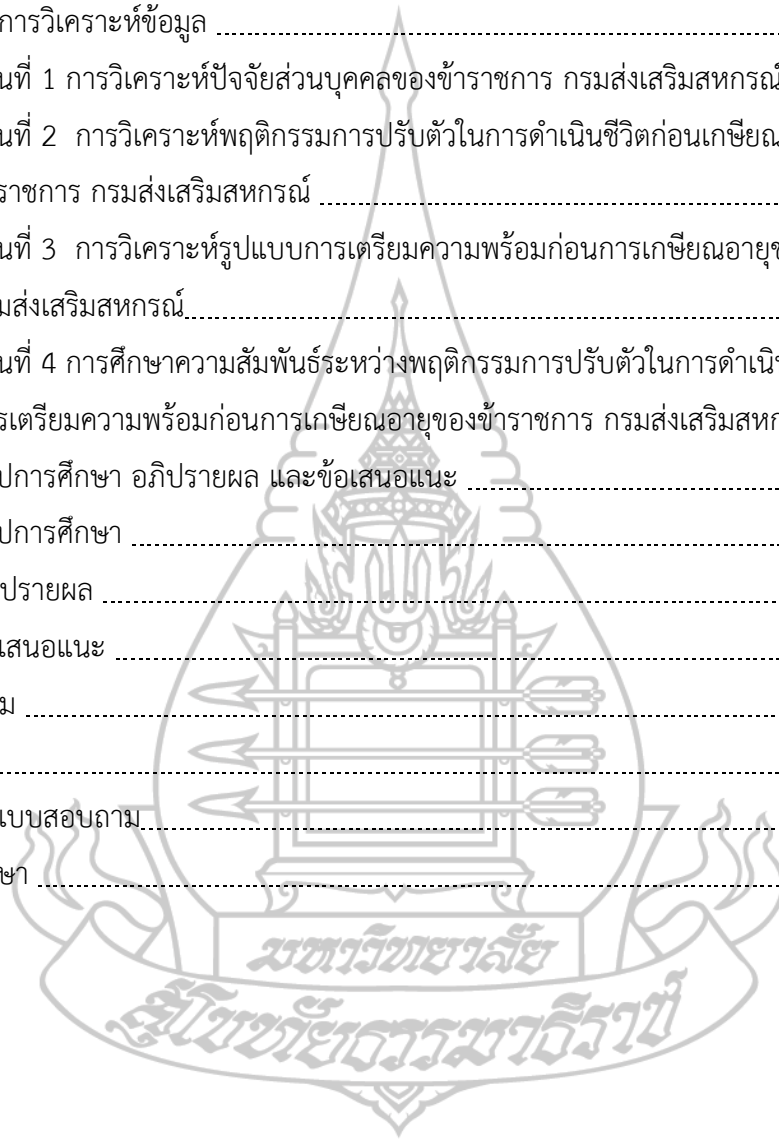 การวิเคราะห์ข้อมูล
นที่ 1 การวิเคราะห์ปัจจัยส่วนบุคคลของข้าราชการ กรมส่งเสริมสหกรณ์
นที่ 2 การวิเคราะห์พฤติกรรมการปรับตัวในการดำเนินชีวิตก่อนเกษียณ
ราชการ กรมส่งเสริมสหกรณ์
นที่ 3 การวิเคราะห์รูปแบบการเตรียมความพร้อมก่อนการเกษียณอายุข
มส่งเสริมสหกรณ์
นที่ 4 การศึกษาความสัมพันธ์ระหว่างพฤติกรรมการปรับตัวในการดำเนิน
รเตรียมความพร้อมก่อนการเกษียณอายุของข้าราชการ กรมส่งเสริมสหก
ปการศึกษา อภิปรายผล และข้อเสนอแนะ
ปการศึกษา
ปรายผล
เสนอแนะ
ม
แบบสอบถาม
ษา
มหาวิทยาลัย
สุโขทัยธรรมาธิราช